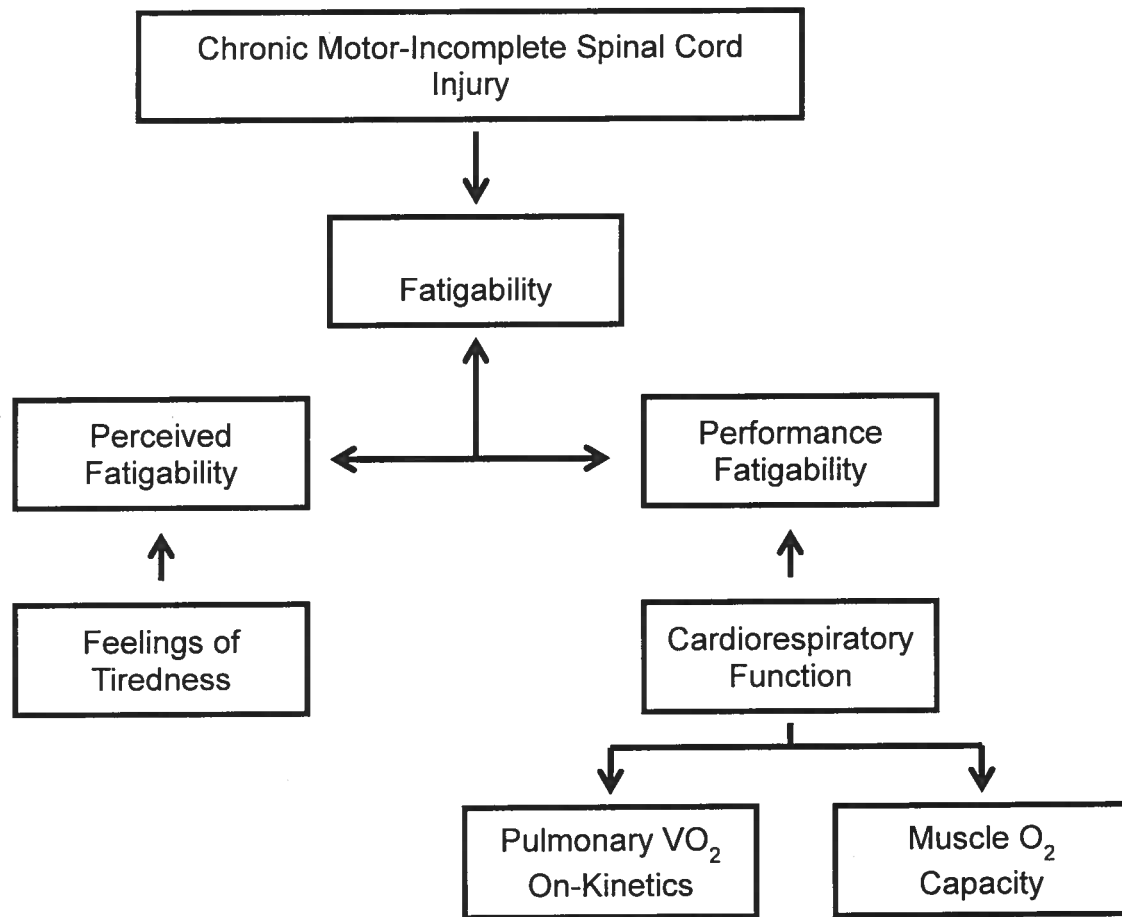 Chronic Motor-Incomplete Spinal Cord
Injury
Fatigability
Perceived
Fatigability
Performance
Fatigability
Feelings of
Tiredness
Cardiorespiratory
Function
Pulmonary VO₂
On-Kinetics
Muscle O₂
Capacity